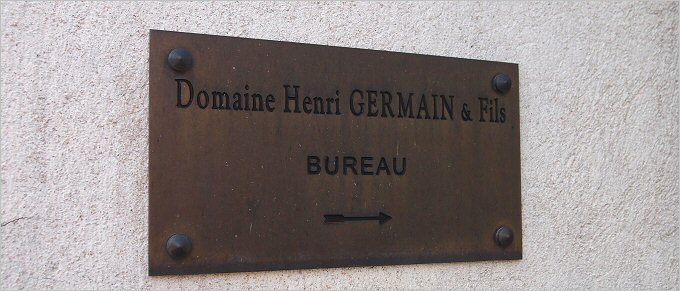 Domaine Henri GERMAIN & Fils
BUREAU